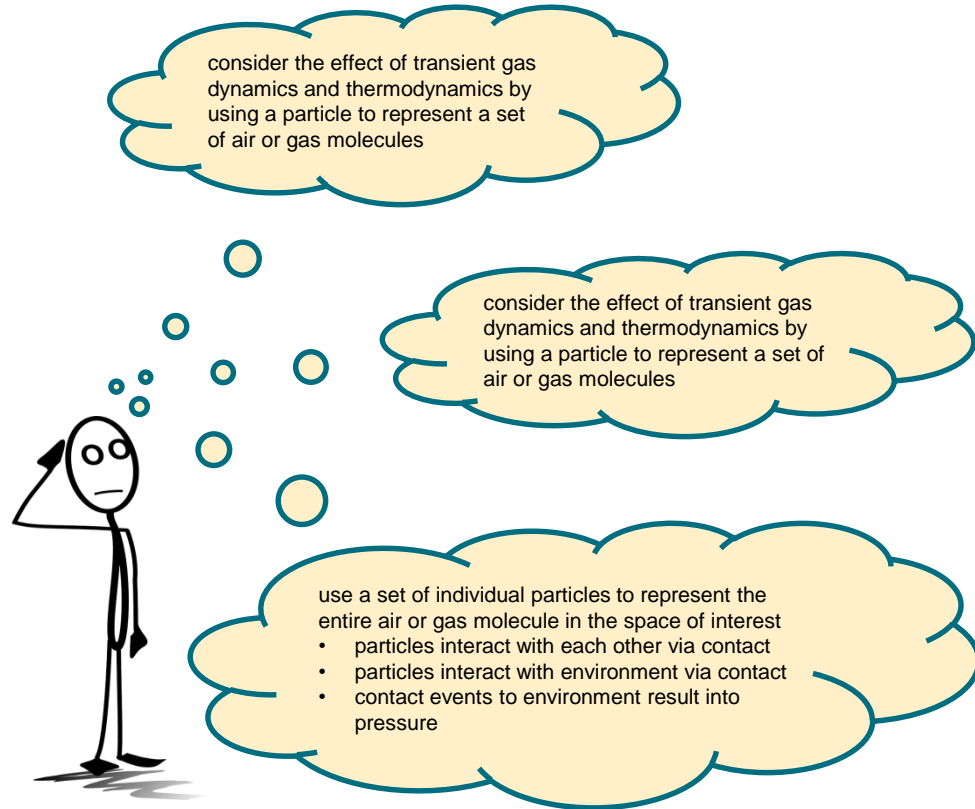 consider the effect of transient gas
dynamics and thermodynamics by
using a particle to represent a set
of air or gas molecules
consider the effect of transient gas
dynamics and thermodynamics by
using a particle to represent a set of
air or gas molecules
use a set of individual particles to represent the
entire air or gas molecule in the space of interest
• particles interact with each other via contact
• particles interact with environment via contact
• contact events to environment result into
pressure